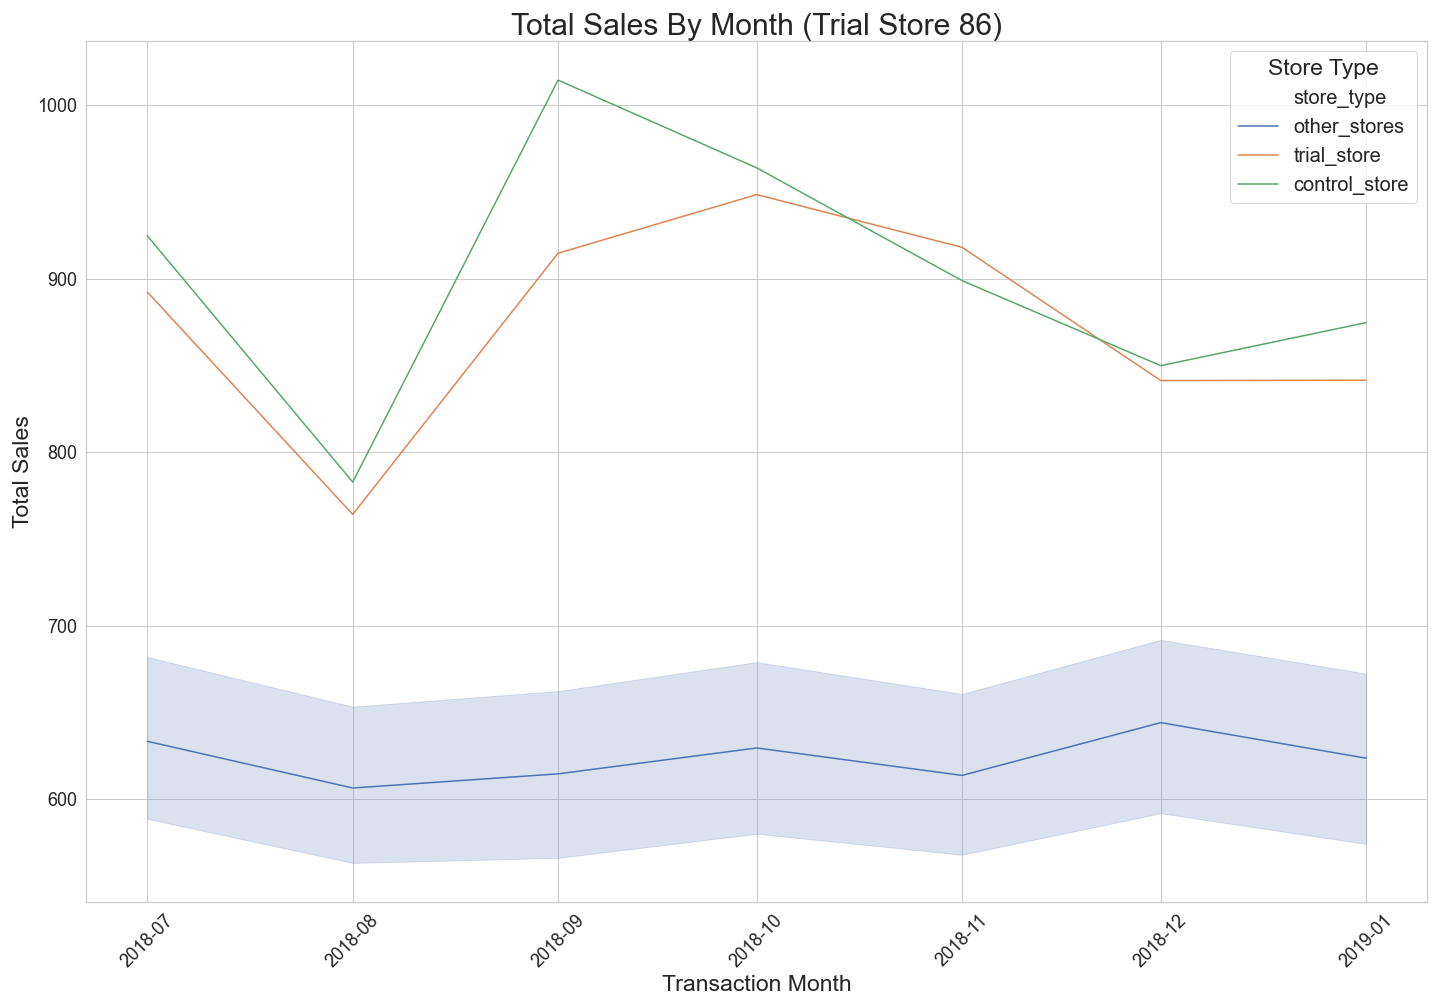 Total Sales By Month (Trial Store 86)
Store Type
store_type
other_stores
trial_store
control_store
Total Sales
1000
900
800
700
600
2018-07
2018-08
2018-09
2018-10
2018-11
2018-12
2019-01
Transaction Month